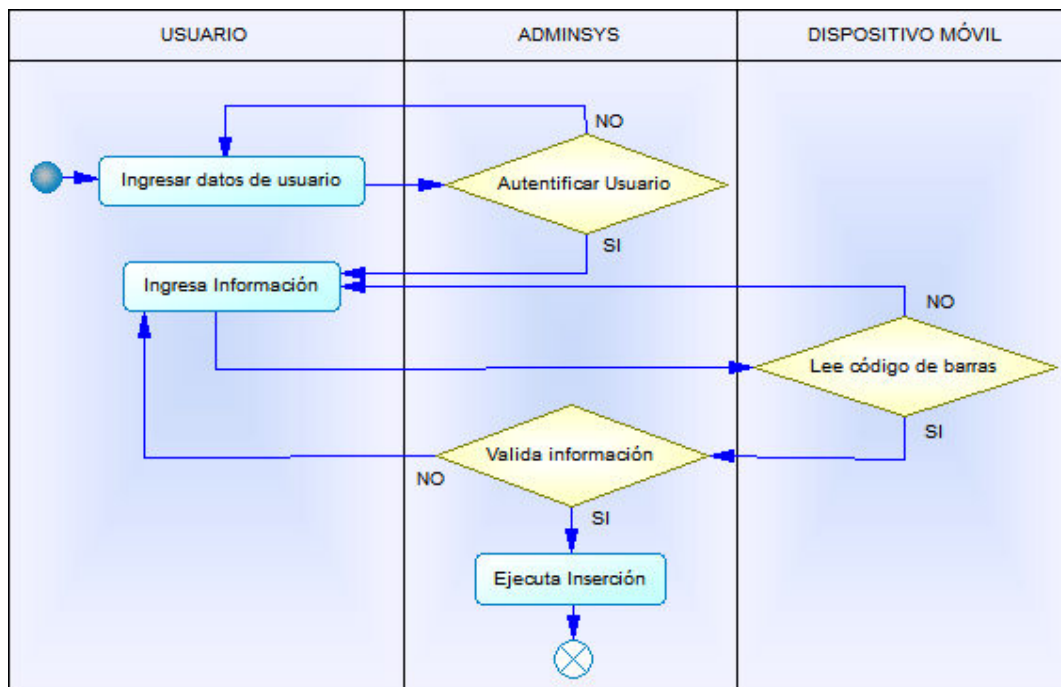 USUARIO
ADMINSYS
DISPOSITIVO MÓVIL
NO
Ingresar datos de usuario
Autentificar Usuario
SI
Ingresa Información
NO
Lee código de barras
SI
Valida información
NO
SI
Ejecuta Inserción